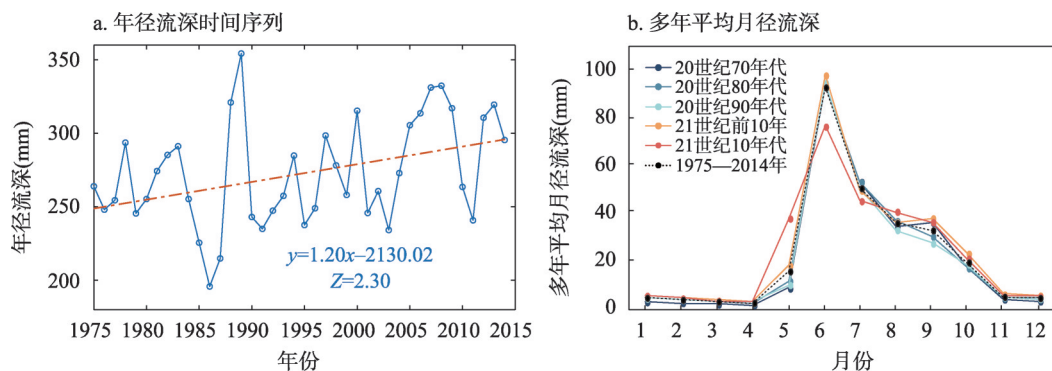 a. 年径流深时间序列
年径流深(mm)
350
300
250
200
y=1.20x–2130.02
Z=2.30
1975 1980 1985 1990 1995 2000 2005 2010 2015
年份
b. 多年平均月径流深
多年平均月径流深(mm)
100
80
60
40
20
0
20世纪70年代
20世纪80年代
20世纪90年代
21世纪前10年
21世纪10年代
1975—2014年
1 2 3 4 5 6 7 8 9 10 11 12
月份